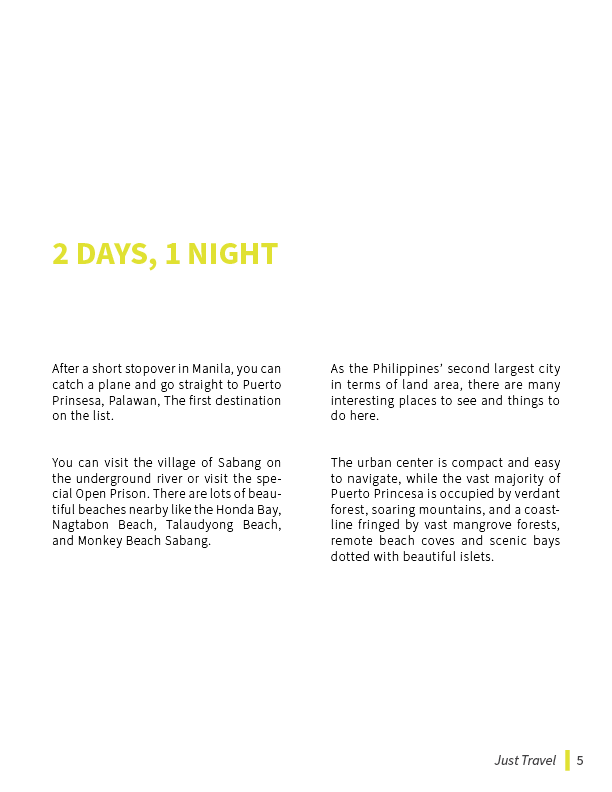 2 DAYS, 1 NIGHT
After a short stopover in Manila, you can
catch a plane and go straight to Puerto
Prinsesa, Palawan, The first destination
on the list.
You can visit the village of Sabang on
the underground river or visit the spe-
cial Open Prison. There are lots of beau-
tiful beaches nearby like the Honda Bay,
Nagtabon Beach, Talaudyong Beach,
and Monkey Beach Sabang.
As the Philippines’ second largest city
in terms of land area, there are many
interesting places to see and things to
do here.
The urban center is compact and easy
to navigate, while the vast majority of
Puerto Princesa is occupied by verdant
forest, soaring mountains, and a coast-
line fringed by vast mangrove forests,
remote beach coves and scenic bays
dotted with beautiful islets.
Just Travel 5